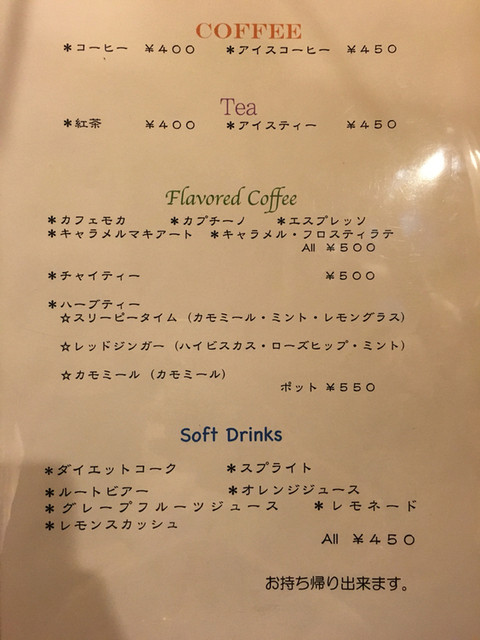 COFFEE
＊コーヒー ￥４００ ＊アイスコーヒー ￥４５０
Tea
＊紅茶 ￥４００ ＊アイスティー ￥４５０
Flavored Coffee
＊カフェモカ ＊カプチーノ ＊エスプレッソ
＊キャラメルマキアート ＊キャラメル・フロスティラテ
All ￥５００
＊チャイティー ￥５００
＊ハーブティー
☆スリーピータイム（カモミール・ミント・レモングラス）
☆レッドジンガー（ハイビスカス・ローズヒップ・ミント）
☆カモミール（カモミール）
ポット ￥５５０
Soft Drinks
＊ダイエットコーク ＊スプライト
＊ルートビアー ＊オレンジジュース
＊グレープフルーツジュース ＊レモネード
＊レモンスカッシュ
All ￥４５０
お持ち帰り出来ます。